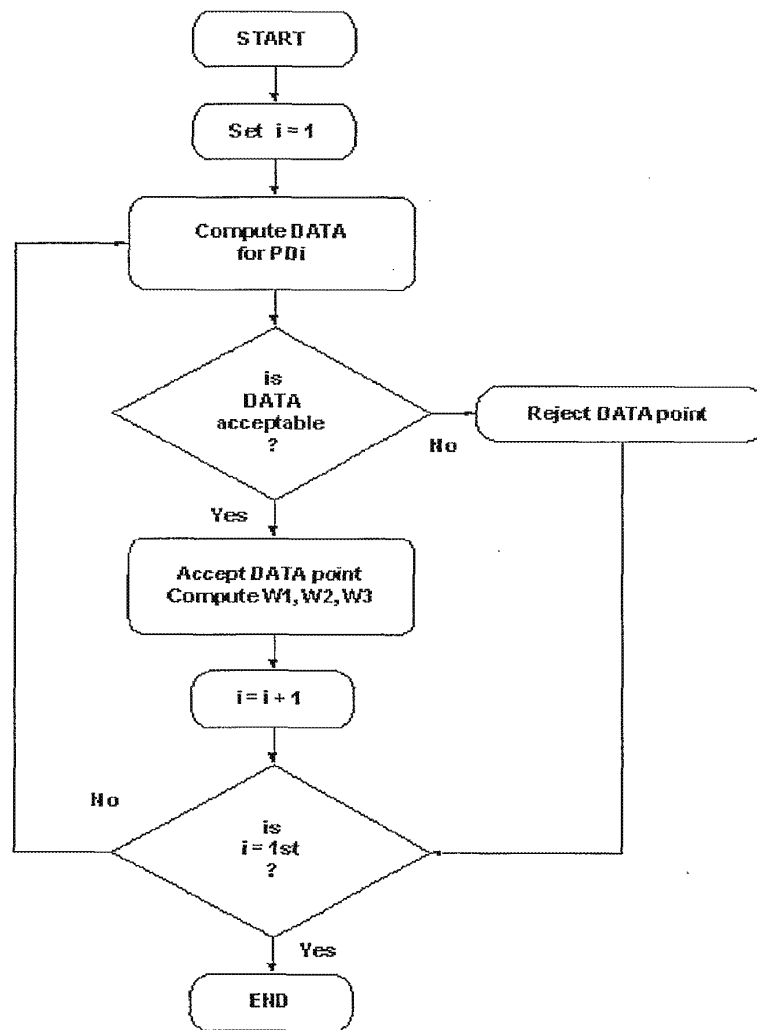 START
Set i = 1
Compute DATA
for PDi
is
DATA
acceptable
?
No
Reject DATA point
Yes
Accept DATA point
Compute W1, W2, W3
i = i + 1
No
is
i = 1st
?
Yes
END